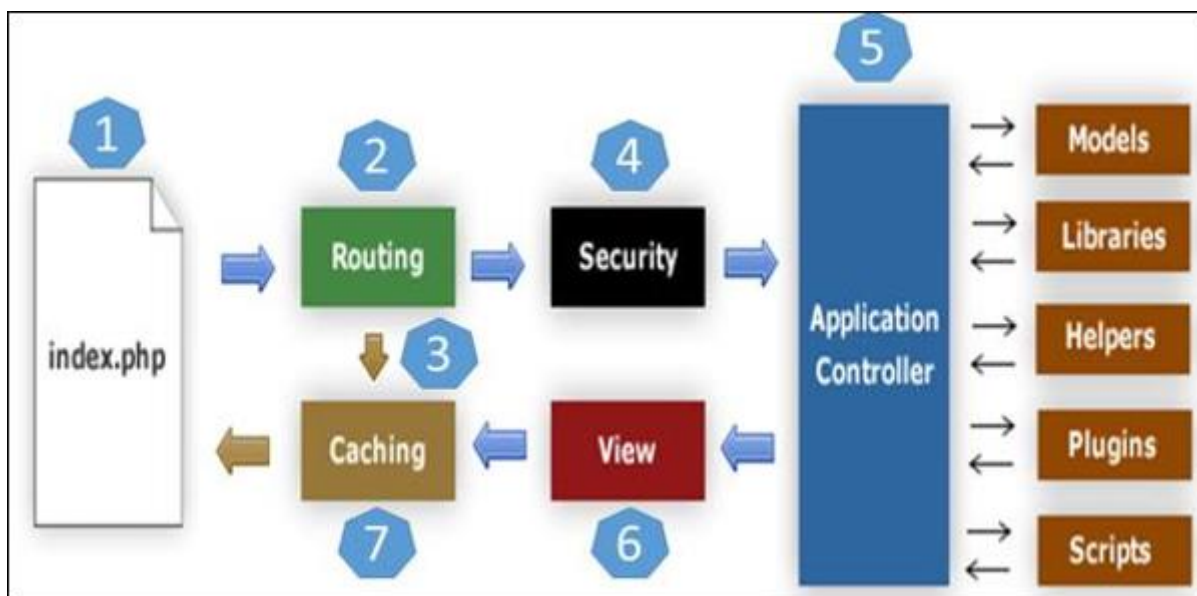 1
2
4
5
index.php
Routing
Security
Application
Controller
Models
Libraries
Helpers
Plugins
Scripts
3
Caching
View
7
6